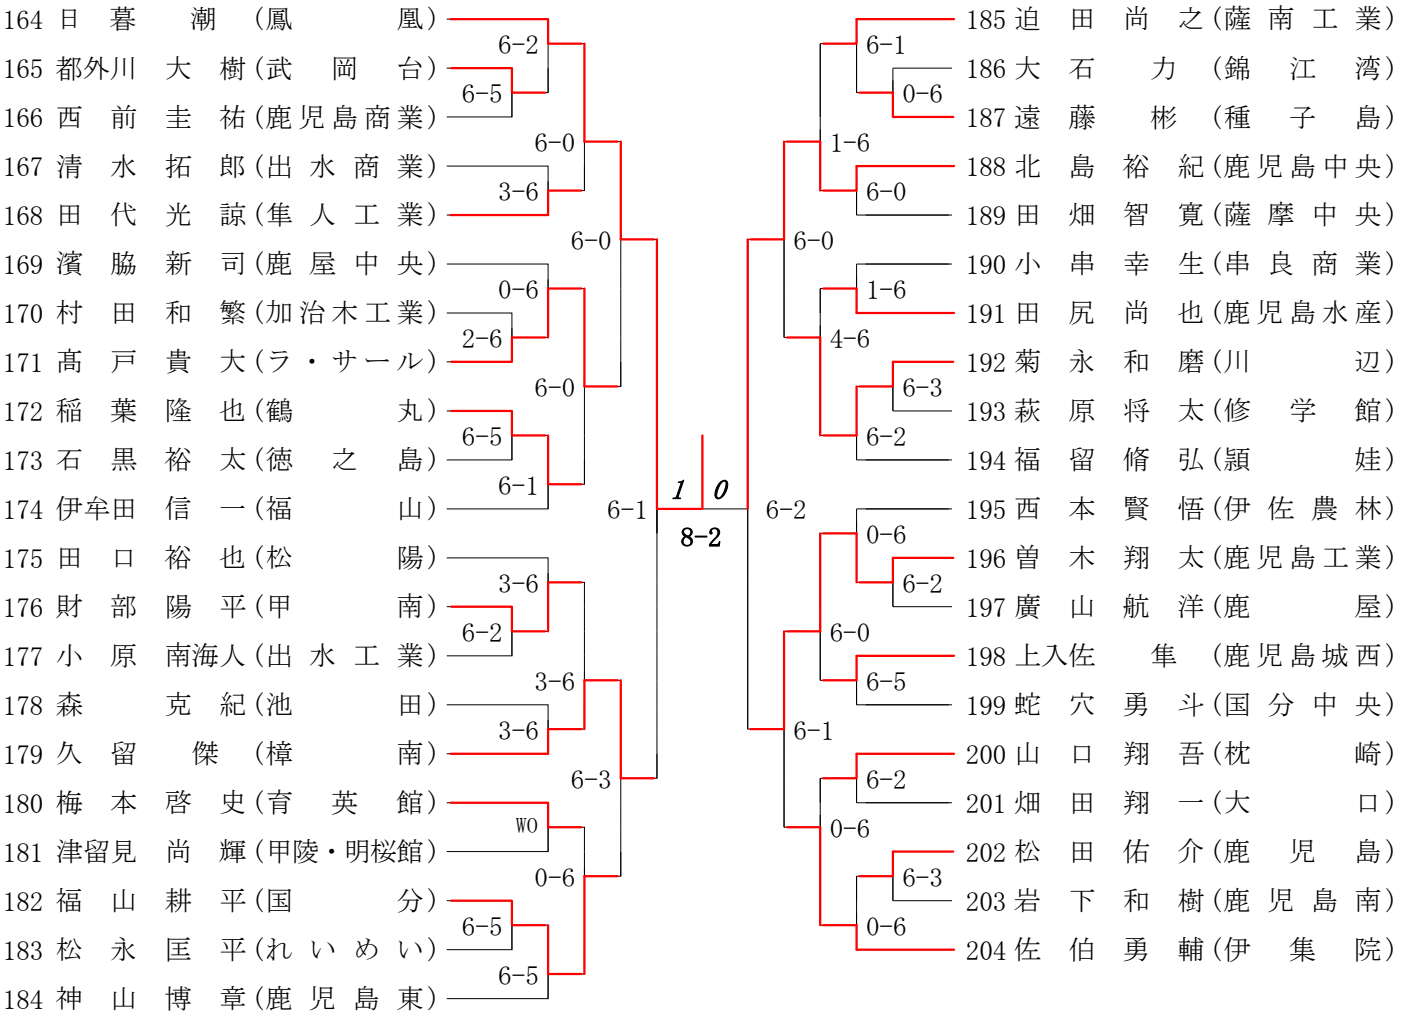 164 日暮 潮 (鳳凰)
6-2
165 都外川 大樹 (武岡台)
6-5
166 西前 圭祐 (鹿児島商業)
6-0
167 清水 拓郎 (出水商業)
3-6
168 田代 光諒 (隼人工業)
6-0
169 濱脇 新司 (鹿屋中央)
0-6
170 村田 和繁 (加治木工業)
2-6
171 髙戸 貴大 (ラ・サール)
6-0
172 稲葉 隆也 (鶴丸)
6-5
173 石黒 裕太 (徳之島)
6-1
174 伊牟田 信一 (福山)
6-1
175 田口 裕也 (松陽)
3-6
176 財部 陽平 (甲南)
6-2
177 小原 南海人 (出水工業)
3-6
178 森 克紀 (池田)
3-6
179 久留 傑 (樟南)
6-3
180 梅本 啓史 (育英館)
WO
181 津留見 尚輝 (甲陵・明桜館)
0-6
182 福山 耕平 (国分)
6-5
183 松永 匡平 (れいめい)
6-5
184 神山 博章 (鹿児島東)
1 0
8-2
185 迫田 尚之 (薩南工業)
6-1
186 大石 力 (錦江湾)
0-6
187 遠藤 彬 (種子島)
1-6
188 北島 裕紀 (鹿児島中央)
6-0
189 田畑 智寛 (薩摩中央)
6-0
190 小串 幸生 (串良商業)
1-6
191 田尻 尚也 (鹿児島水産)
4-6
192 菊永 和磨 (川辺)
6-3
193 萩原 将太 (修学館)
6-2
194 福留 脩弘 (頴娃)
6-2
195 西本 賢悟 (伊佐農林)
0-6
196 曽木 翔太 (鹿児島工業)
6-2
197 廣山 航洋 (鹿屋)
6-0
198 上入佐 隼 (鹿児島城西)
6-5
199 蛇穴 勇斗 (国分中央)
6-1
200 山口 翔吾 (枕崎)
6-2
201 畑田 翔一 (大口)
0-6
202 松田 佑介 (鹿児島)
6-3
203 岩下 和樹 (鹿児島南)
0-6
204 佐伯 勇輔 (伊集院)